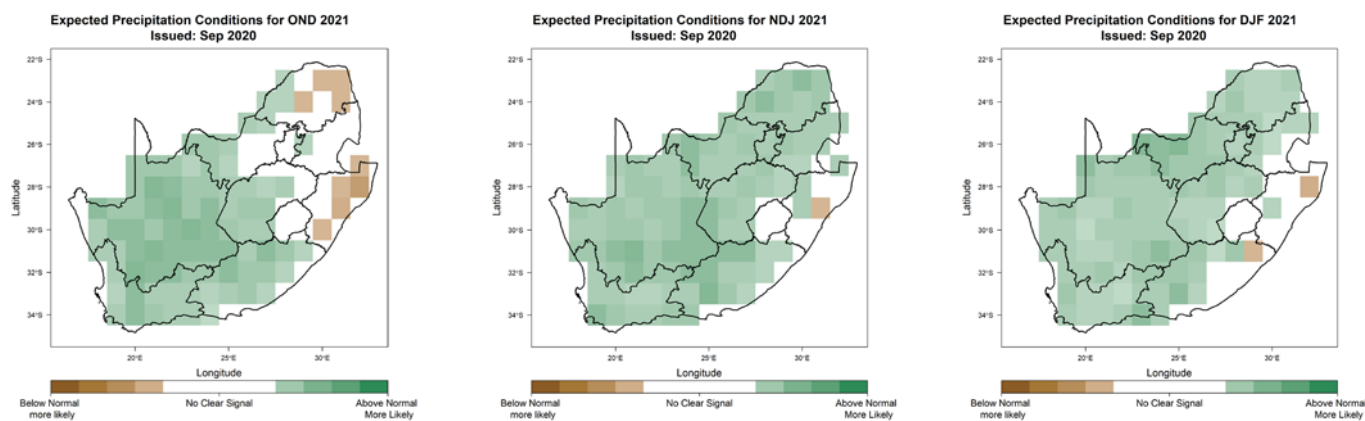 Expected Precipitation Conditions for OND 2021
Issued: Sep 2020
22°S
24°S
26°S
28°S
30°S
32°S
34°S
Latitude
20°E
25°E
30°E
Longitude
Below Normal
more likely
No Clear Signal
Above Normal
More Likely
Expected Precipitation Conditions for NDJ 2021
Issued: Sep 2020
22°S
24°S
26°S
28°S
30°S
32°S
34°S
Latitude
20°E
25°E
30°E
Longitude
Below Normal
more likely
No Clear Signal
Above Normal
More Likely
Expected Precipitation Conditions for DJF 2021
Issued: Sep 2020
22°S
24°S
26°S
28°S
30°S
32°S
34°S
Latitude
20°E
25°E
30°E
Longitude
Below Normal
more likely
No Clear Signal
Above Normal
More Likely